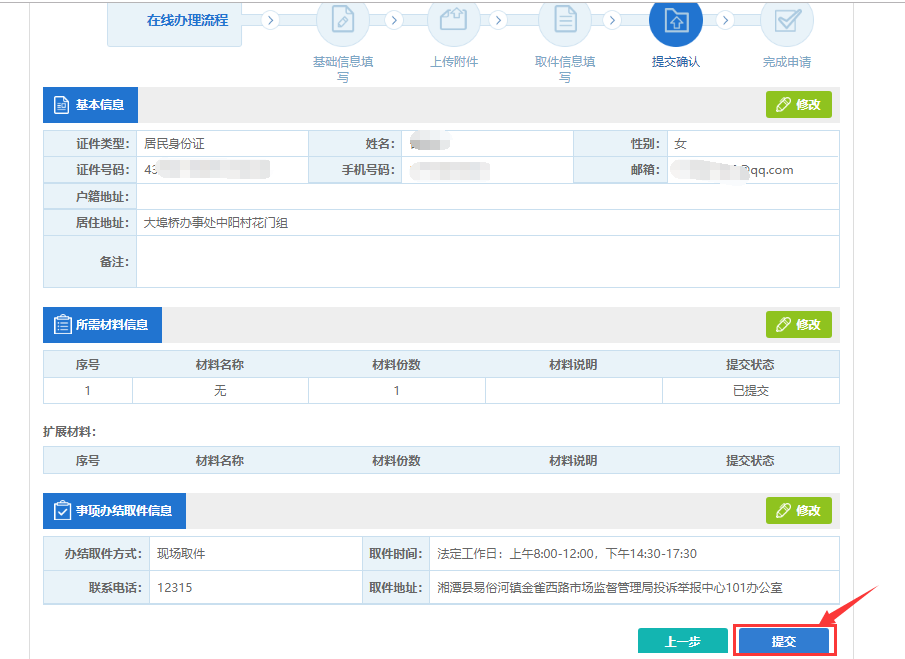 在线办理流程
基础信息填写
上传附件
取件信息填写
提交确认
完成申请
基本信息
修改
证件类型： 居民身份证 姓名： 性别： 女
证件号码： 43 手机号码： 邮箱： @qq.com
户籍地址：
居住地址： 大埠桥办事处中阳村花门组
备注：
所需材料信息
修改
序号 材料名称 材料份数 材料说明 提交状态
1 无 1 已提交
扩展材料：
序号 材料名称 材料份数 材料说明 提交状态
事项办结取件信息
修改
办结取件方式： 现场取件 取件时间： 法定工作日：上午8:00-12:00，下午14:30-17:30
联系电话： 12315 取件地址： 湘潭县易俗河镇金雀西路市场监督管理局投诉举报中心101办公室
上一步 提交